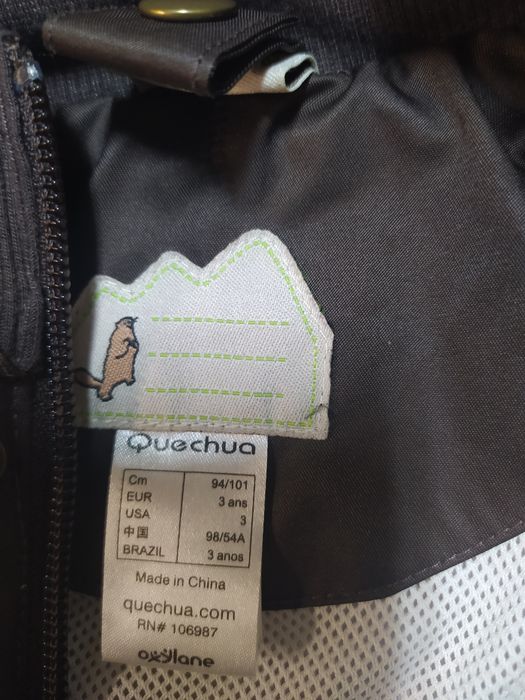 Quechua
Cm 94/101
EUR 3 ans
USA 3
中国 98/54A
BRAZIL 3 anos
Made in China
quechua.com
RN# 106987
oxylane